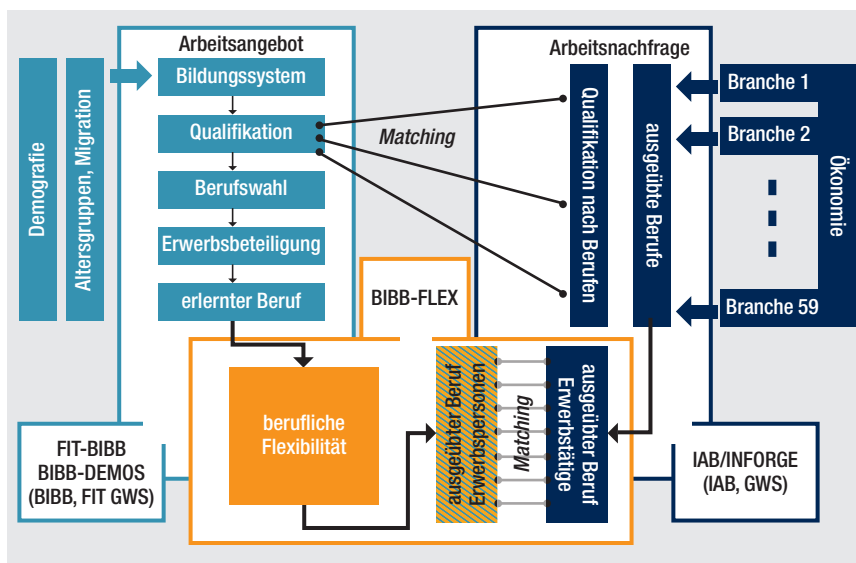 Arbeitsangebot
Demografie
Altersgruppen, Migration
Bildungssystem
Qualifikation
Berufswahl
Erwerbsbeteiligung
erlernter Beruf
Matching
Arbeitsnachfrage
Qualifikation nach Berufen
ausgeübte Berufe
Branche 1
Branche 2
Branche 59
Ökonomie
BIBB-FLEX
berufliche
Flexibilität
ausgeübter Beruf
Erwerbspersonen
Matching
ausgeübter Beruf
Erwerbstätige
FIT-BIBB
BIBB-DEMOS
(BIBB, FIT GWS)
IAB/INFORGE
(IAB, GWS)